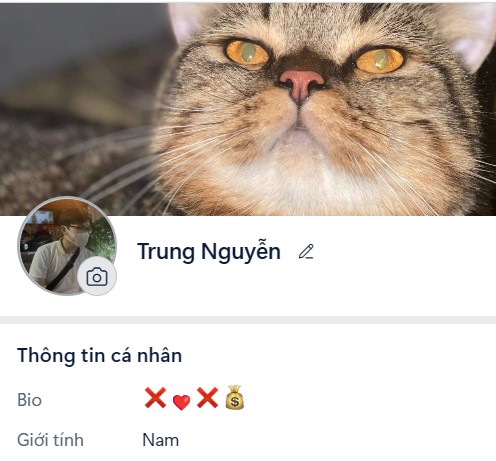 Trung Nguyễn
Thông tin cá nhân
Bio ❌❤️❌💰
Giới tính Nam